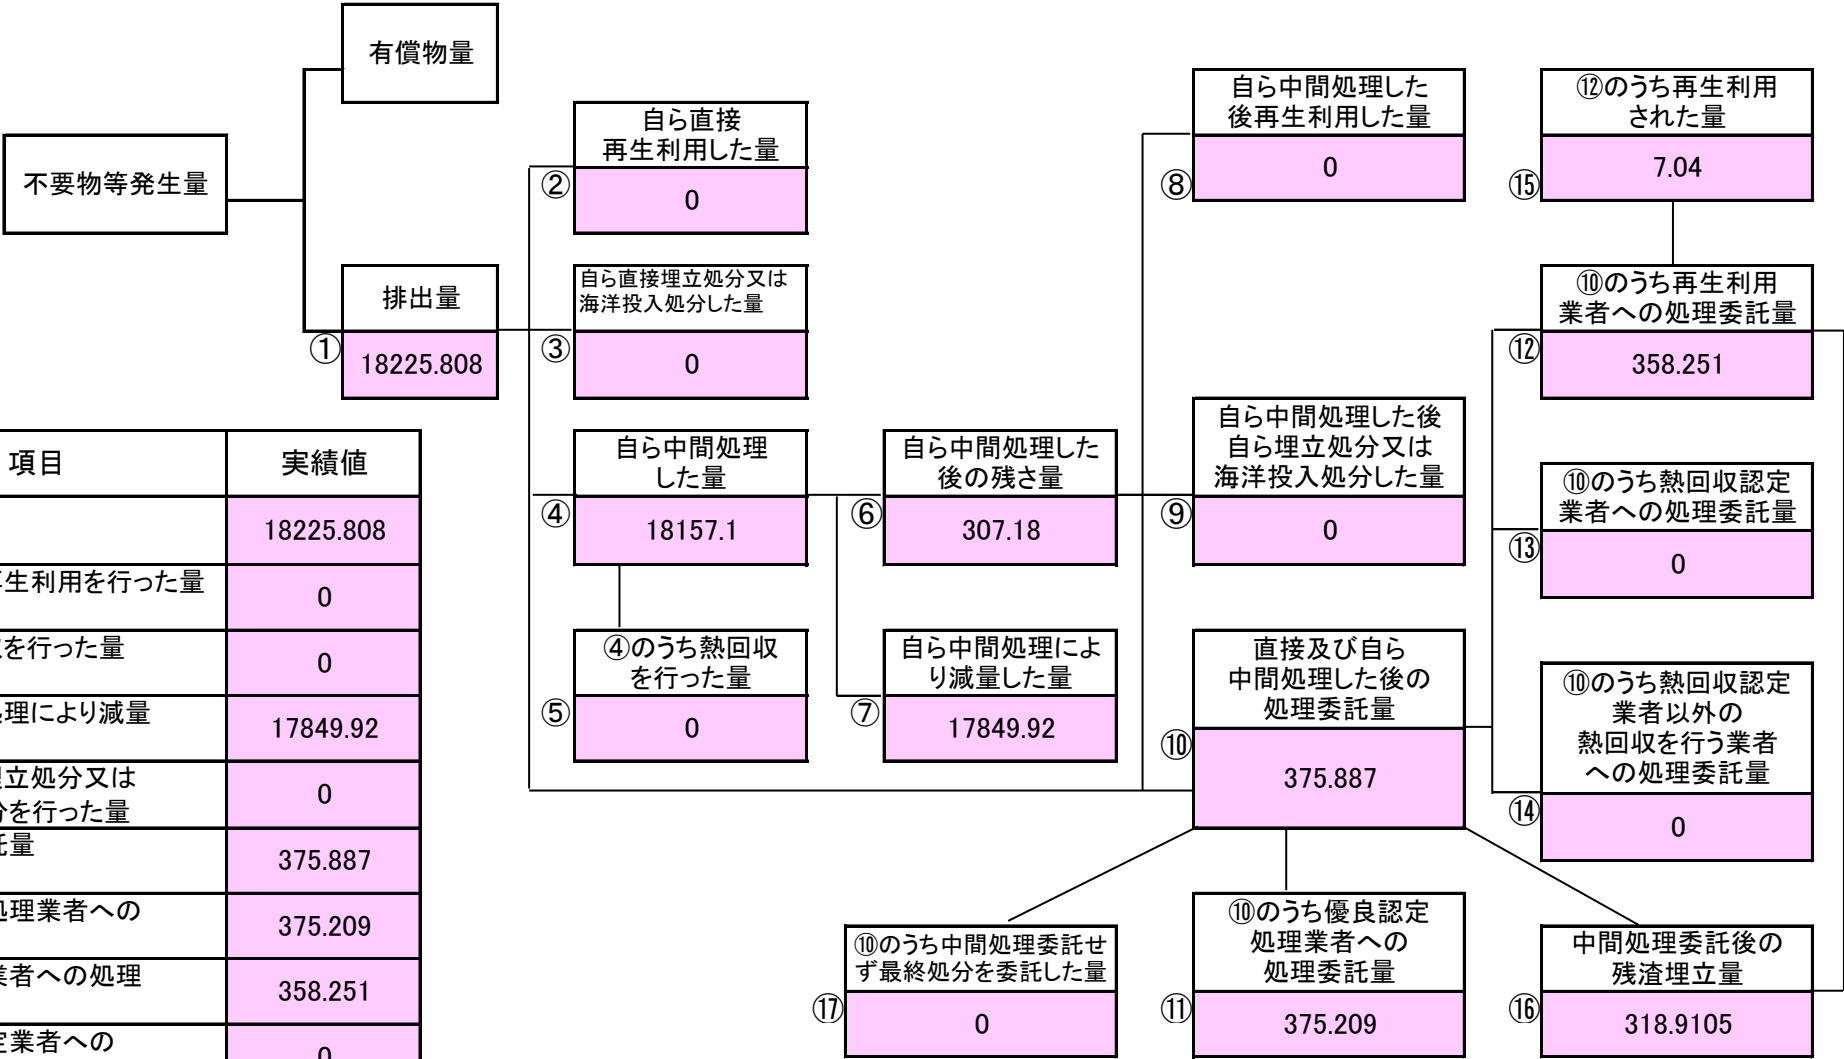 有償物量
不要物等発生量
排出量
①
18225.808
自ら直接
再生利用した量
②
0
自ら直接埋立処分又は
海洋投入処分した量
③
0
自ら中間処理
した量
④
18157.1
④のうち熱回収
を行った量
⑤
0
自ら中間処理した
後の残さ量
⑥
307.18
自ら中間処理によ
り減量した量
⑦
17849.92
自ら中間処理した
後再生利用した量
⑧
0
自ら中間処理した後
自ら埋立処分又は
海洋投入処分した量
⑨
0
直接及び自ら
中間処理した後の
処理委託量
⑩
375.887
⑫のうち再生利用
された量
⑮
7.04
⑩のうち再生利用
業者への処理委託量
⑫
358.251
⑩のうち熱回収認定
業者への処理委託量
⑬
0
⑩のうち熱回収認定
業者以外の
熱回収を行う業者
への処理委託量
⑭
0
⑩のうち中間処理委託せ
ず最終処分を委託した量
⑰
0
⑩のうち優良認定
処理業者への
処理委託量
⑪
375.209
中間処理委託後の
残渣埋立量
⑯
318.9105
項目
実績値
18225.808
生利用を行った量
0
を行った量
0
理により減量
17849.92
立処分又は
を行った量
0
託量
375.887
処理業者への
375.209
業者への処理
358.251
定業者への
0